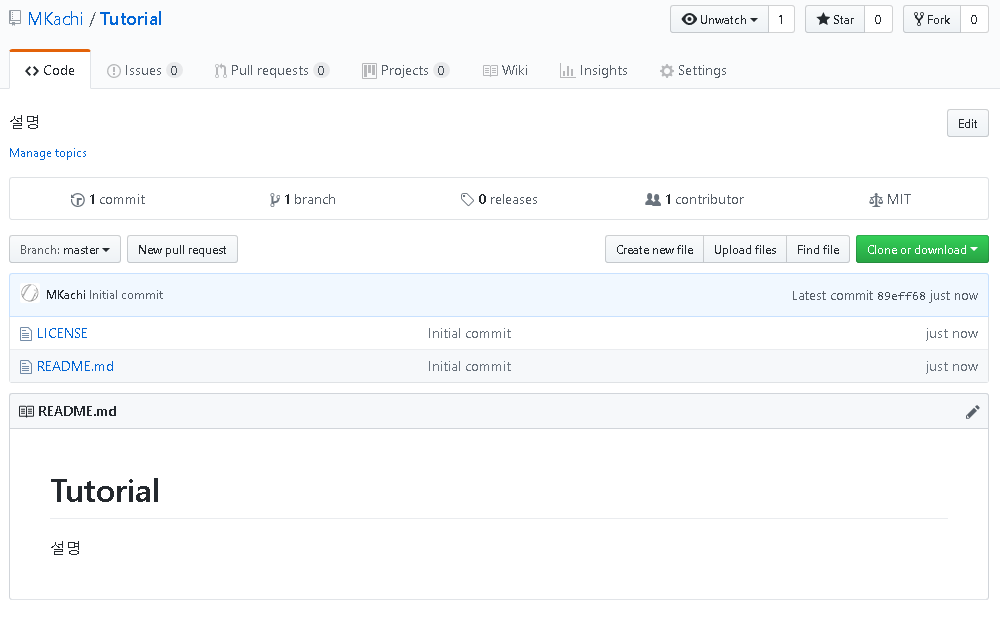 MKachi / Tutorial Unwatch 1 Star 0 Fork 0
Code Issues 0 Pull requests 0 Projects 0 Wiki Insights Settings
설명 Edit
Manage topics
1 commit 1 branch 0 releases 1 contributor MIT
Branch: master New pull request Create new file Upload files Find file Clone or download
MKachi Initial commit Latest commit 89eff68 just now
LICENSE Initial commit just now
README.md Initial commit just now
README.md
Tutorial
설명